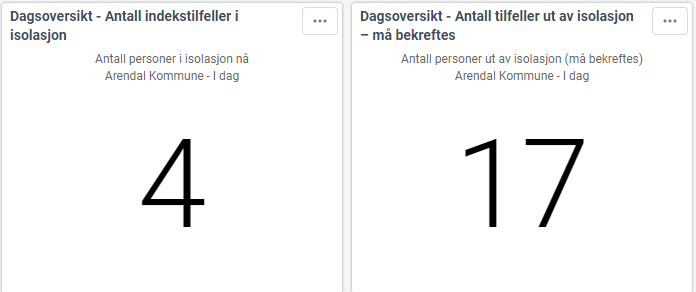 Dagsoversikt - Antall indekstilfeller i
isolasjon
Antall personer i isolasjon nå
Arendal Kommune - I dag
4
Dagsoversikt - Antall tilfeller ut av isolasjon
– må bekreftes
Antall personer ut av isolasjon (må bekreftes)
Arendal Kommune - I dag
17